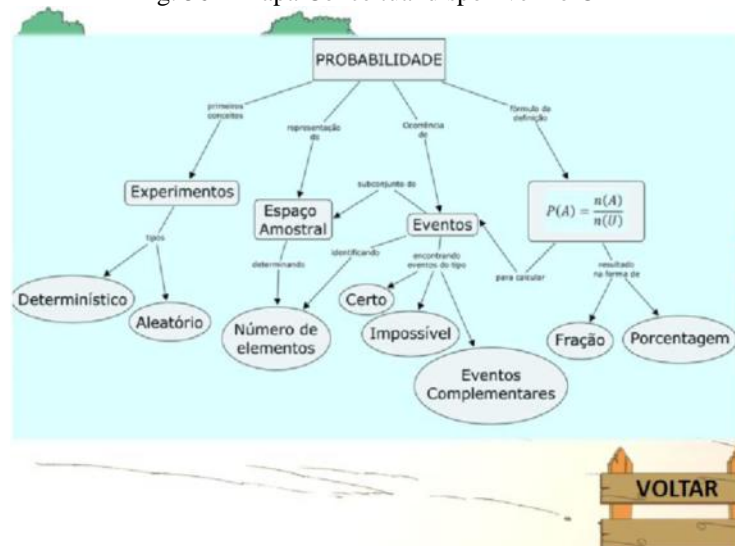 PROBABILIDADE
primeiros
conceitos
representação
do
Ocorrência
de
fórmula da
definição
Experimentos
subconjunto do
Espaço
Amostral
Eventos
P(A) = n(A)/n(U)
tipos
determinando
identificando
encontrando
eventos do tipo
para calcular
resultado
na forma de
Determinístico
Aleatório
Número de
elementos
Certo
Impossível
Eventos
Complementares
Fração
Porcentagem
VOLTAR